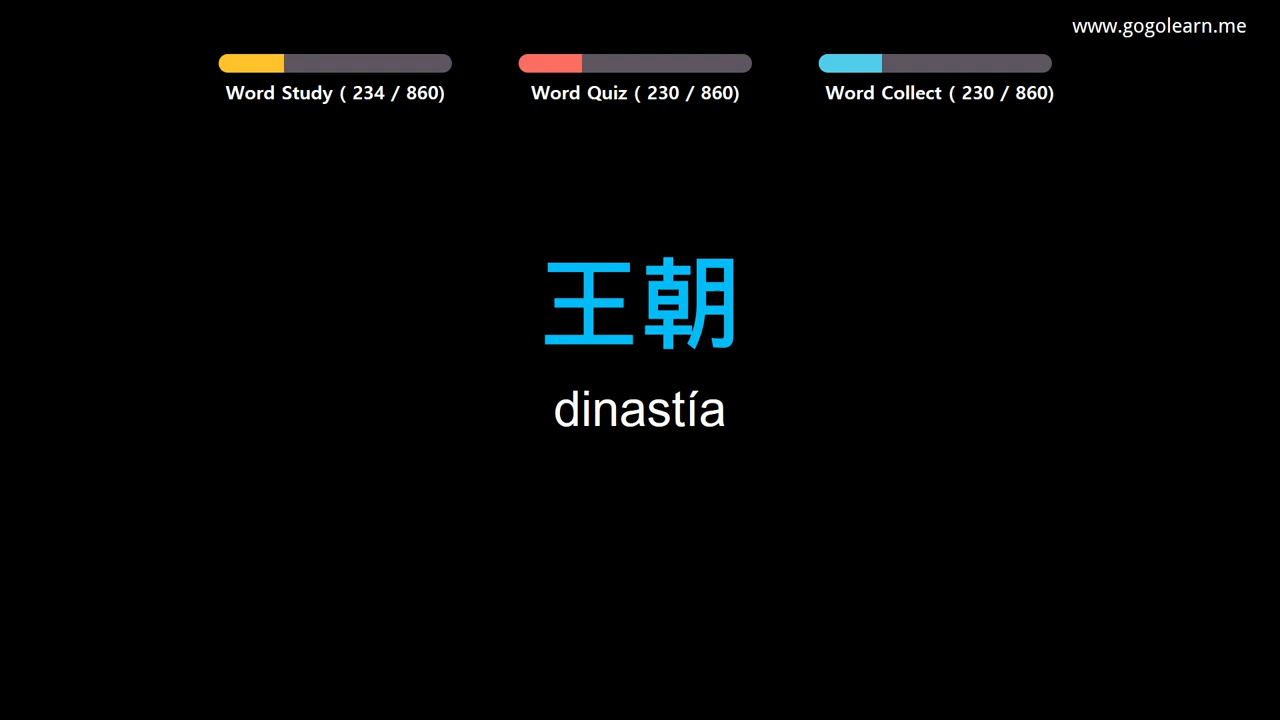 www.gogolearn.me
Word Study ( 234 / 860)
Word Quiz ( 230 / 860)
Word Collect ( 230 / 860)
王朝
dinastía